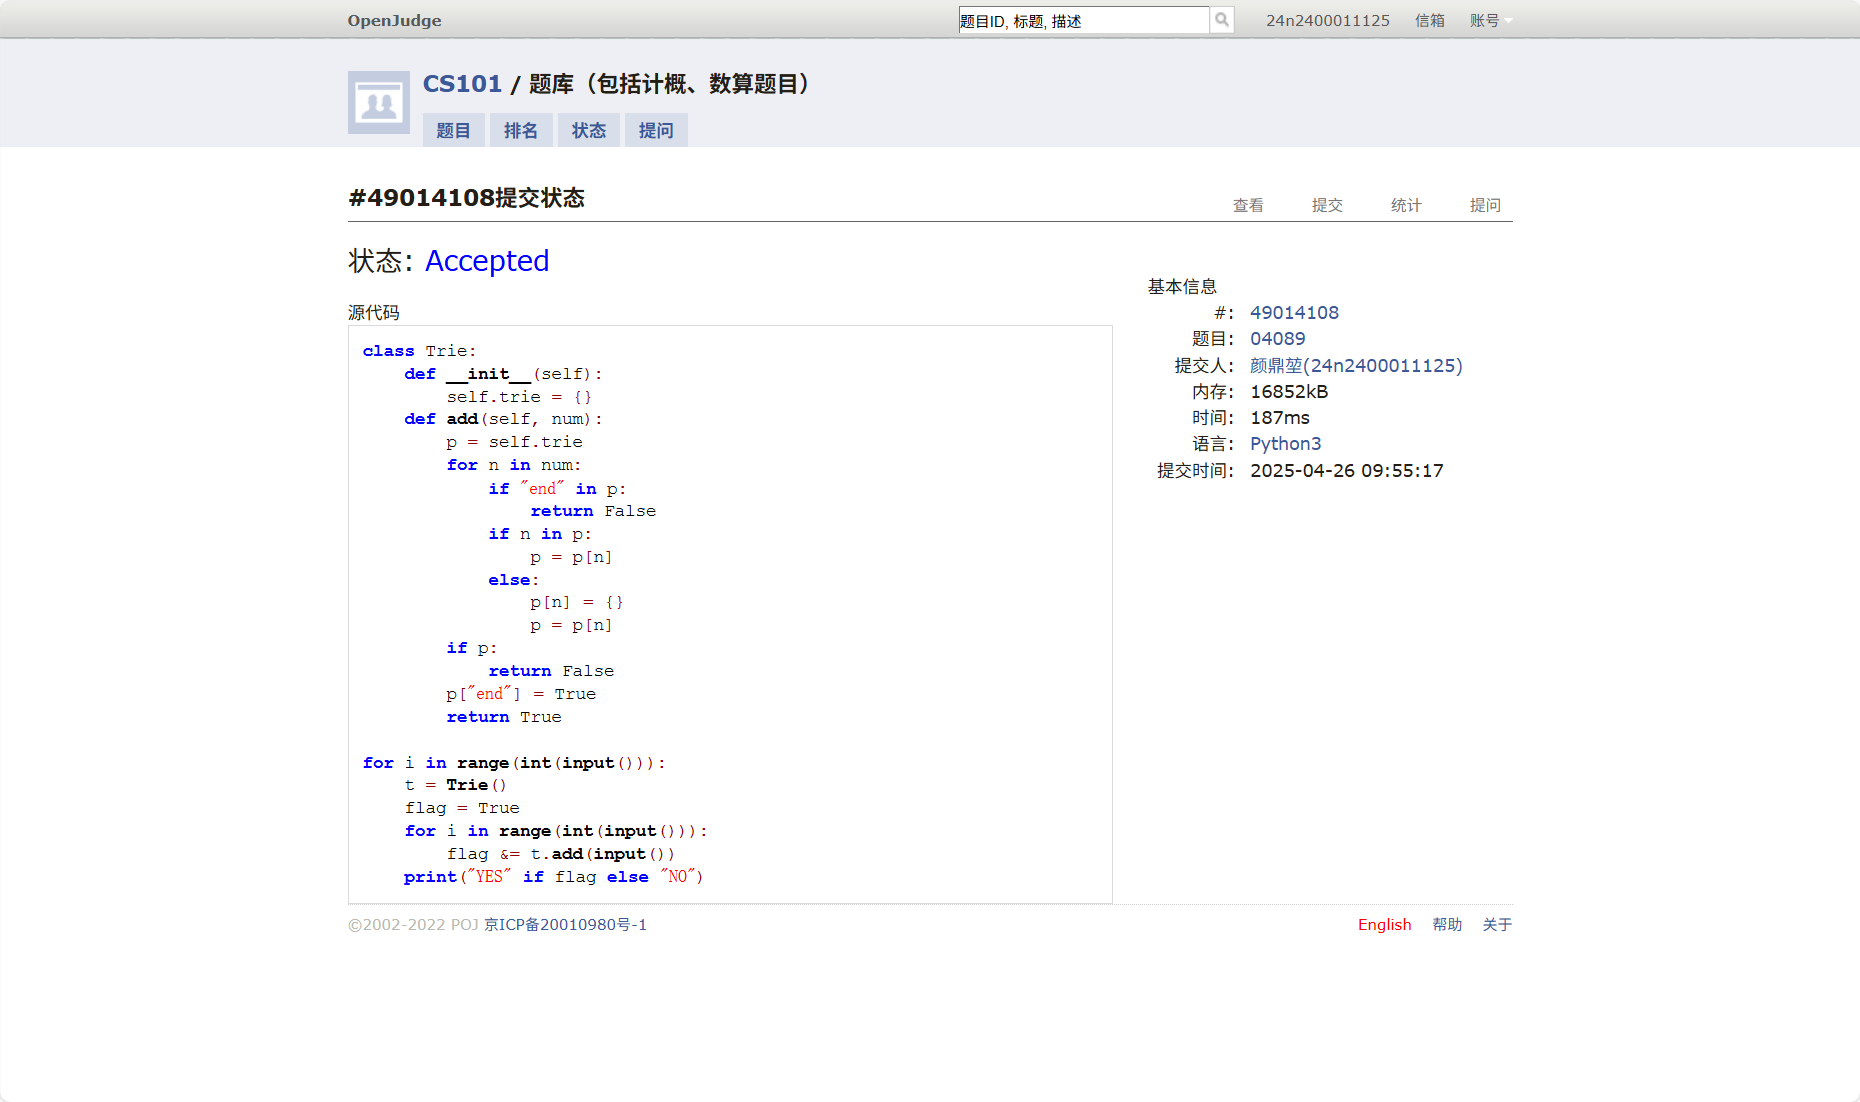 OpenJudge
题目ID, 标题, 描述
24n2400011125 信箱 账号
CS101 / 题库（包括计概、数算题目）
题目 排名 状态 提问
#49014108提交状态
查看 提交 统计 提问
状态: Accepted
源代码
class Trie:
    def __init__(self):
        self.trie = {}
    def add(self, num):
        p = self.trie
        for n in num:
            if "end" in p:
                return False
            if n in p:
                p = p[n]
            else:
                p[n] = {}
                p = p[n]
        if p:
            return False
        p["end"] = True
        return True
for i in range(int(input())):
    t = Trie()
    flag = True
    for i in range(int(input())):
        flag &= t.add(input())
    print("YES" if flag else "NO")
基本信息
#: 49014108
题目: 04089
提交人: 颜鼎堃(24n2400011125)
内存: 16852kB
时间: 187ms
语言: Python3
提交时间: 2025-04-26 09:55:17
©2002-2022 POJ 京ICP备20010980号-1
English 帮助 关于